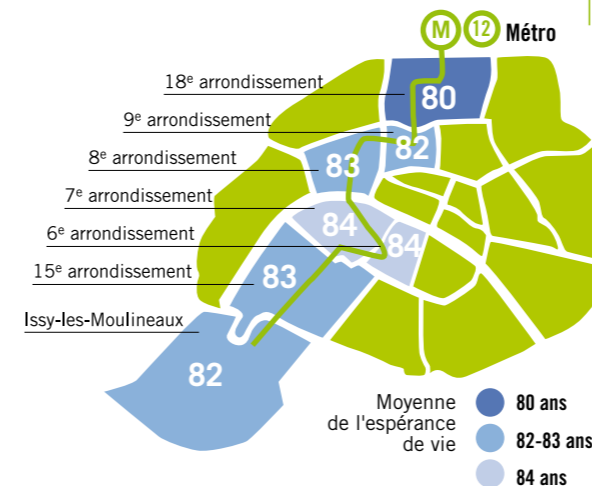 M 12 Métro
18e arrondissement
80
9e arrondissement
82
8e arrondissement
83
7e arrondissement
84
6e arrondissement
84
15e arrondissement
83
Issy-les-Moulineaux
82
Moyenne
de l'espérance
de vie
80 ans
82-83 ans
84 ans